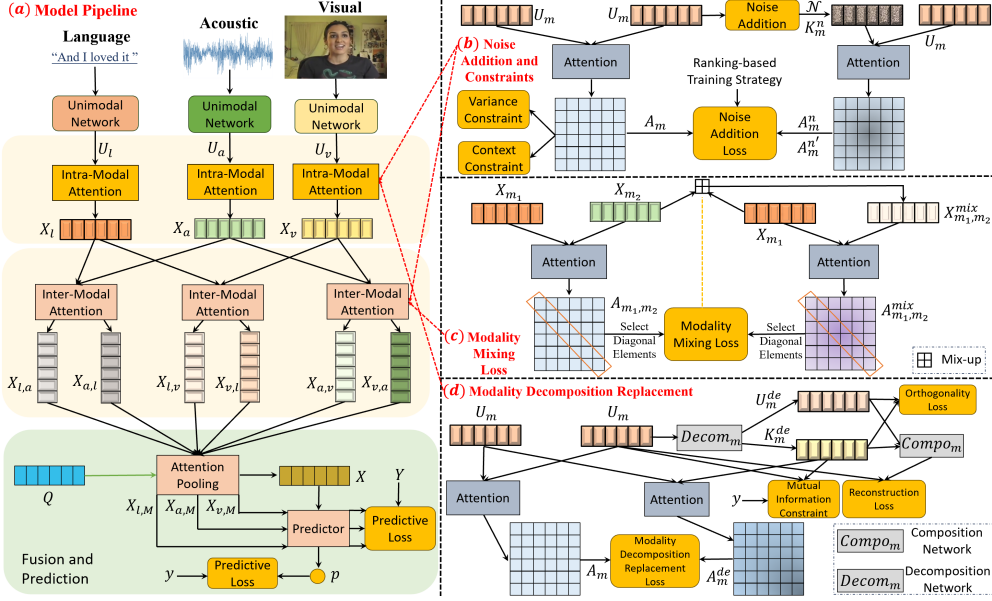 (a) Model Pipeline
Language
Acoustic
Visual
“And I loved it ”
Unimodal
Network
Unimodal
Network
Unimodal
Network
U_l
U_a
U_v
Intra-Modal
Attention
Intra-Modal
Attention
Intra-Modal
Attention
X_l
X_a
X_v
Inter-Modal
Attention
Inter-Modal
Attention
Inter-Modal
Attention
X_{l,a}
X_{a,l}
X_{l,v}
X_{v,l}
X_{a,v}
X_{v,a}
Q
Attention
Pooling
X
Y
X_{l,M}
X_{a,M}
X_{v,M}
Predictor
Predictive
Loss
Fusion and
Prediction
y
Predictive
Loss
p
(b) Noise
Addition and
Constraints
U_m
U_m
Noise
Addition
𝒩
K_m^n
U_m
Attention
Ranking-based
Training Strategy
Attention
Variance
Constraint
Context
Constraint
A_m
Noise
Addition
Loss
A_m^n
A_m^{n'}
(c) Modality
Mixing
Loss
X_{m_1}
X_{m_2}
X_{m_1}
X_{m_1,m_2}^{mix}
Attention
Attention
A_{m_1,m_2}
Select
Diagonal
Elements
Modality
Mixing Loss
Select
Diagonal
Elements
A_{m_1,m_2}^{mix}
Mix-up
(d) Modality Decomposition Replacement
U_m
U_m
Decom_m
U_m^{de}
K_m^{de}
Orthogonality
Loss
Compo_m
Attention
Attention
y
Mutual
Information
Constraint
Reconstruction
Loss
A_m
Modality
Decomposition
Replacement
Loss
A_m^{de}
Compo_m
Composition
Network
Decom_m
Decomposition
Network